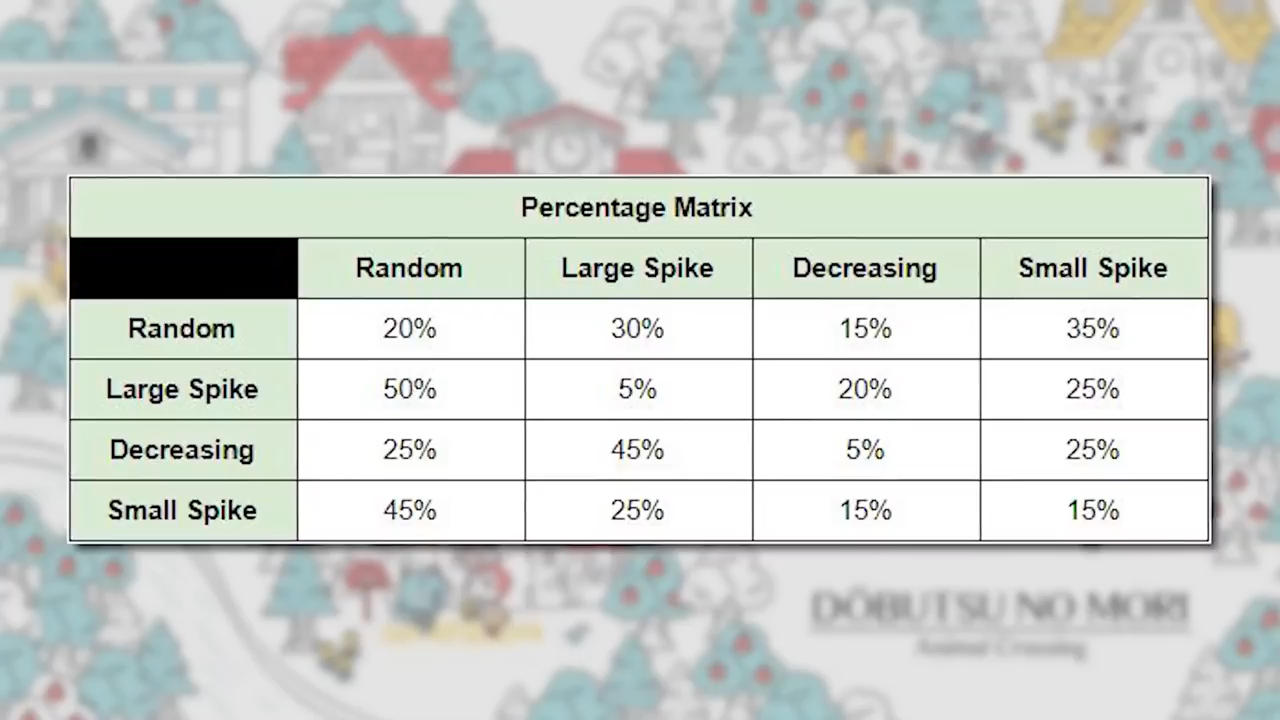 Percentage Matrix
Random Large Spike Decreasing Small Spike
Random 20% 30% 15% 35%
Large Spike 50% 5% 20% 25%
Decreasing 25% 45% 5% 25%
Small Spike 45% 25% 15% 15%
DŌBUTSU NO MORI
Animal Crossing